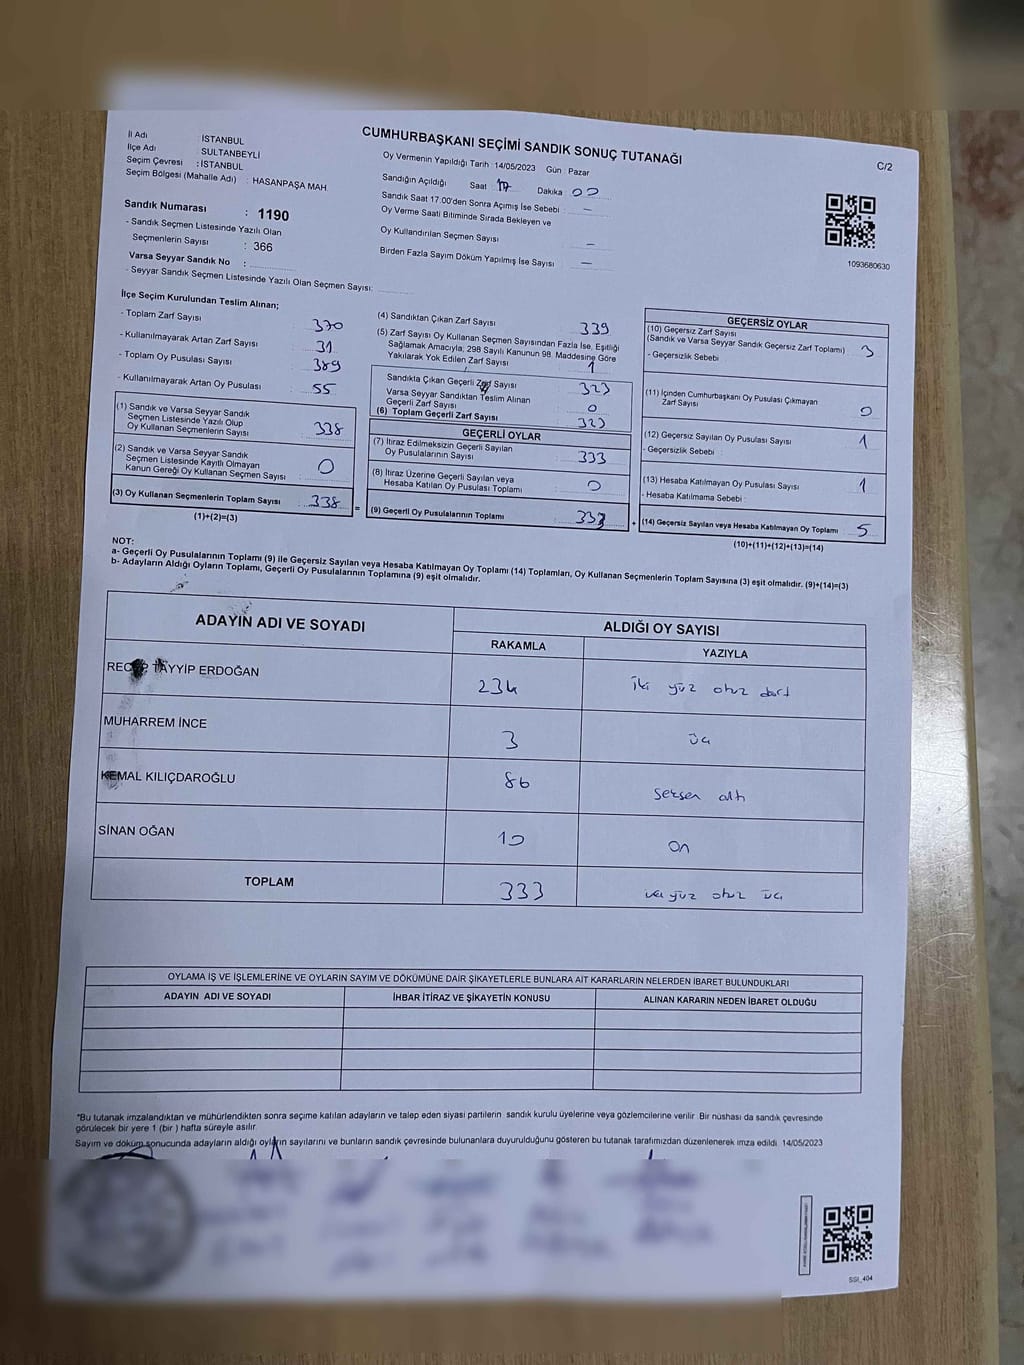 CUMHURBAŞKANI SEÇİMİ SANDIK SONUÇ TUTANAĞI
C/2
İl Adı : İSTANBUL
İlçe Adı SULTANBEYLİ
Seçim Çevresi : İSTANBUL
Seçim Bölgesi (Mahalle Adı) : HASANPAŞA MAH.
Sandık Numarası : 1190
- Sandık Seçmen Listesinde Yazılı Olan
Seçmenlerin Sayısı : 366
Varsa Seyyar Sandık No :
- Seyyar Sandık Seçmen Listesinde Yazılı Olan Seçmen Sayısı:
Oy Vermenin Yapıldığı Tarih : 14/05/2023 Gün : Pazar
Sandığın Açıldığı Saat 17 Dakika 00
Sandık Saat 17.00'den Sonra Açımış İse Sebebi –
Oy Verme Saati Bitiminde Sırada Bekleyen ve
Oy Kullandırılan Seçmen Sayısı –
Birden Fazla Sayım Döküm Yapılmış İse Sayısı –
1093680630
İlçe Seçim Kurulundan Teslim Alınan;
- Toplam Zarf Sayısı 370
- Kullanılmayarak Artan Zarf Sayısı 31
- Toplam Oy Pusulası Sayısı 389
- Kullanılmayarak Artan Oy Pusulası 55
(1) Sandık ve Varsa Seyyar Sandık
Seçmen Listesinde Yazılı Olup
Oy Kullanan Seçmenlerin Sayısı 338
(2) Sandık ve Varsa Seyyar Sandık
Seçmen Listesinde Kayıtlı Olmayan
Kanun Gereği Oy Kullanan Seçmen Sayısı 0
(3) Oy Kullanan Seçmenlerin Toplam Sayısı 338
(1)+(2)=(3)
(4) Sandıktan Çıkan Zarf Sayısı 339
(5) Zarf Sayısı Oy Kullanan Seçmen Sayısından Fazla İse, Eşitliği
Sağlamak Amacıyla, 298 Sayılı Kanunun 98. Maddesine Göre
Yakılarak Yok Edilen Zarf Sayısı 1
Sandıkta Çıkan Geçerli Zarf Sayısı 323
Varsa Seyyar Sandıktan Teslim Alınan
Geçerli Zarf Sayısı 0
(6) Toplam Geçerli Zarf Sayısı 323
GEÇERLİ OYLAR
(7) İtiraz Edilmeksizin Geçerli Sayılan
Oy Pusulalarının Sayısı 333
(8) İtiraz Üzerine Geçerli Sayılan veya
Hesaba Katılan Oy Pusulası Toplamı 0
= (9) Geçerli Oy Pusulalarının Toplamı 333
GEÇERSİZ OYLAR
(10) Geçersiz Zarf Sayısı
(Sandık ve Varsa Seyyar Sandık Geçersiz Zarf Toplamı) 3
- Geçersizlik Sebebi :
(11) İçinden Cumhurbaşkanı Oy Pusulası Çıkmayan
Zarf Sayısı 0
(12) Geçersiz Sayılan Oy Pusulası Sayısı 1
- Geçersizlik Sebebi :
(13) Hesaba Katılmayan Oy Pusulası Sayısı 1
- Hesaba Katılmama Sebebi :
+ (14) Geçersiz Sayılan veya Hesaba Katılmayan Oy Toplamı 5
(10)+(11)+(12)+(13)=(14)
NOT:
a- Geçerli Oy Pusulalarının Toplamı (9) ile Geçersiz Sayılan veya Hesaba Katılmayan Oy Toplamı (14) Toplamları, Oy Kullanan Seçmenlerin Toplam Sayısına (3) eşit olmalıdır. (9)+(14)=(3)
b- Adayların Aldığı Oyların Toplamı, Geçerli Oy Pusulalarının Toplamına (9) eşit olmalıdır.
ADAYIN ADI VE SOYADI ALDIĞI OY SAYISI
RAKAMLA YAZIYLA
RECEP TAYYİP ERDOĞAN 234 iki yüz otuz dört
MUHARREM İNCE 3 üç
KEMAL KILIÇDAROĞLU 86 seksen altı
SİNAN OĞAN 10 on
TOPLAM 333 üç yüz otuz üç
OYLAMA İŞ VE İŞLEMLERİNE VE OYLARIN SAYIM VE DÖKÜMÜNE DAİR ŞİKAYETLERLE BUNLARA AİT KARARLARIN NELERDEN İBARET BULUNDUKLARI
ADAYIN ADI VE SOYADI İHBAR İTİRAZ VE ŞİKAYETİN KONUSU ALINAN KARARIN NEDEN İBARET OLDUĞU
*Bu tutanak imzalandıktan ve mühürlendikten sonra seçime katılan adayların ve talep eden siyasi partilerin sandık kurulu üyelerine veya gözlemcilerine verilir. Bir nüshası da sandık çevresinde
görülecek bir yere 1 (bir ) hafta süreyle asılır.
Sayım ve döküm sonucunda adayların aldığı oyların sayılarını ve bunların sandık çevresinde bulunanlara duyurulduğunu gösteren bu tutanak tarafımızdan düzenlenerek imza edildi. 14/05/2023
SSI_404